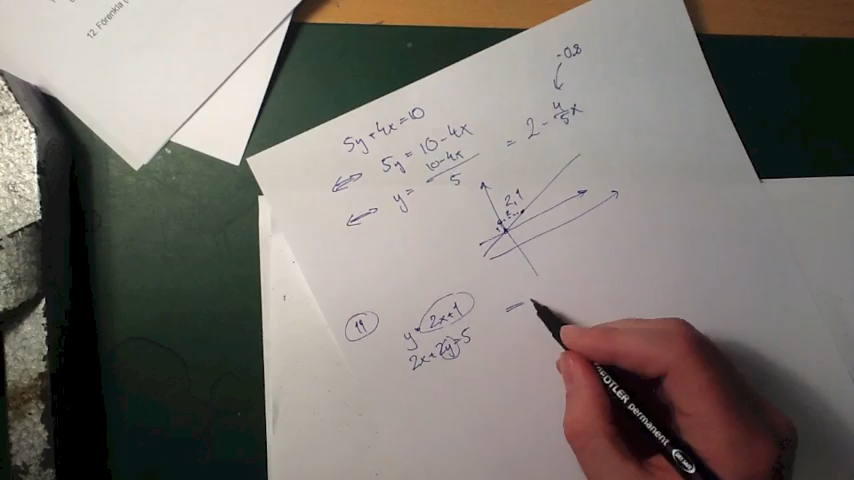 12. Förenkla
-0.8
5y+4x=10
⇔ 5y = 10-4x
⇔ y = 10-4x / 5 = 2 - 4/5 x
2,1
11 y=2x+1 =
2x+2y=5
STAEDTLER permanent